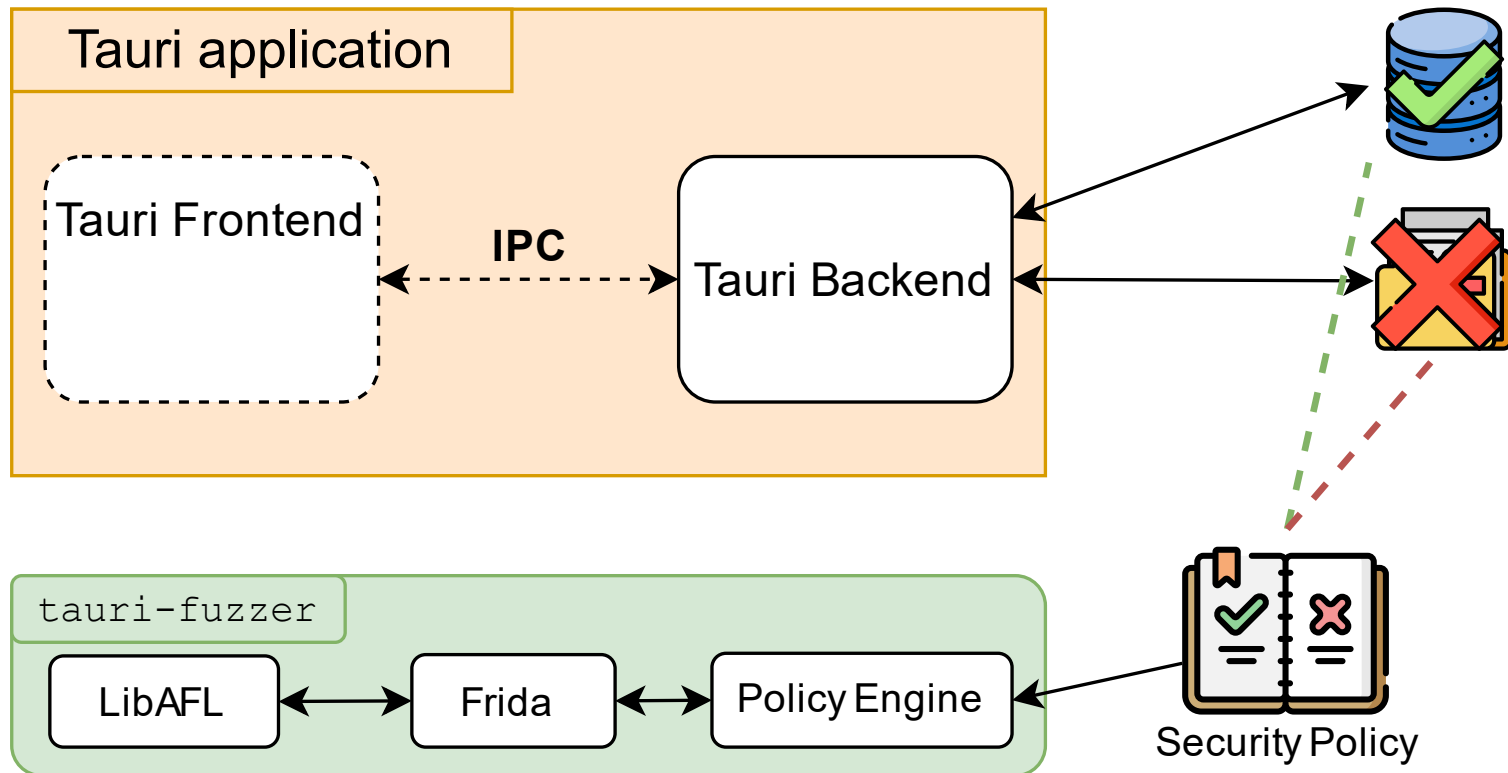 Tauri application
Tauri Frontend
IPC
Tauri Backend
tauri-fuzzer
LibAFL
Frida
Policy Engine
Security Policy